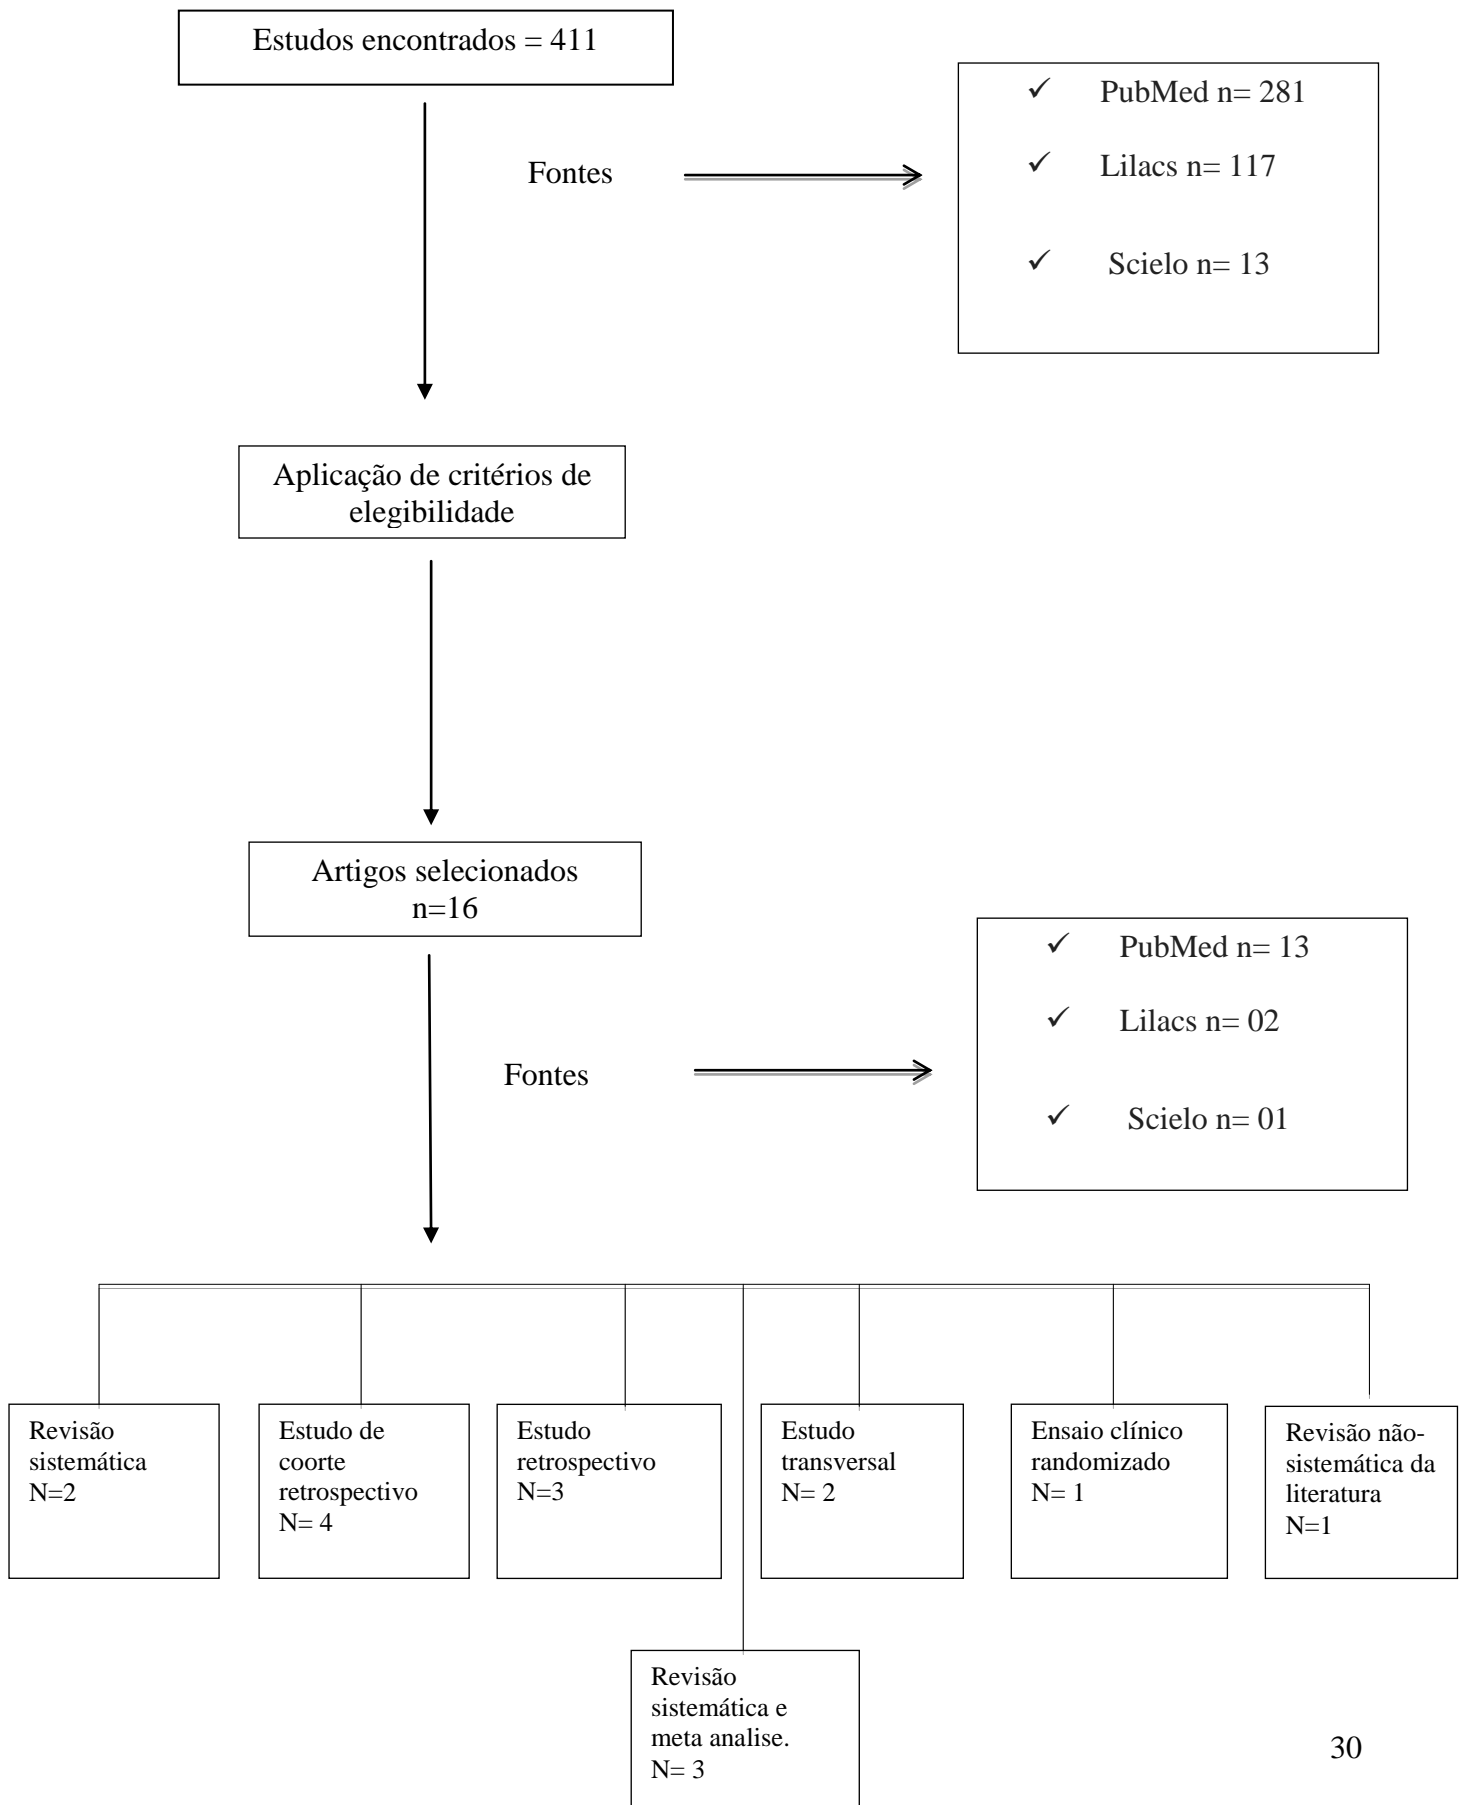 Estudos encontrados = 411
✓ PubMed n= 281
✓ Lilacs n= 117
✓ Scielo n= 13
Fontes
Aplicação de critérios de
elegibilidade
Artigos selecionados
n=16
✓ PubMed n= 13
✓ Lilacs n= 02
✓ Scielo n= 01
Fontes
Revisão
sistemática
N=2
Estudo de
coorte
retrospectivo
N= 4
Estudo
retrospectivo
N=3
Estudo
transversal
N= 2
Ensaio clínico
randomizado
N= 1
Revisão não-
sistemática da
literatura
N=1
Revisão
sistemática e
meta analise.
N= 3
30